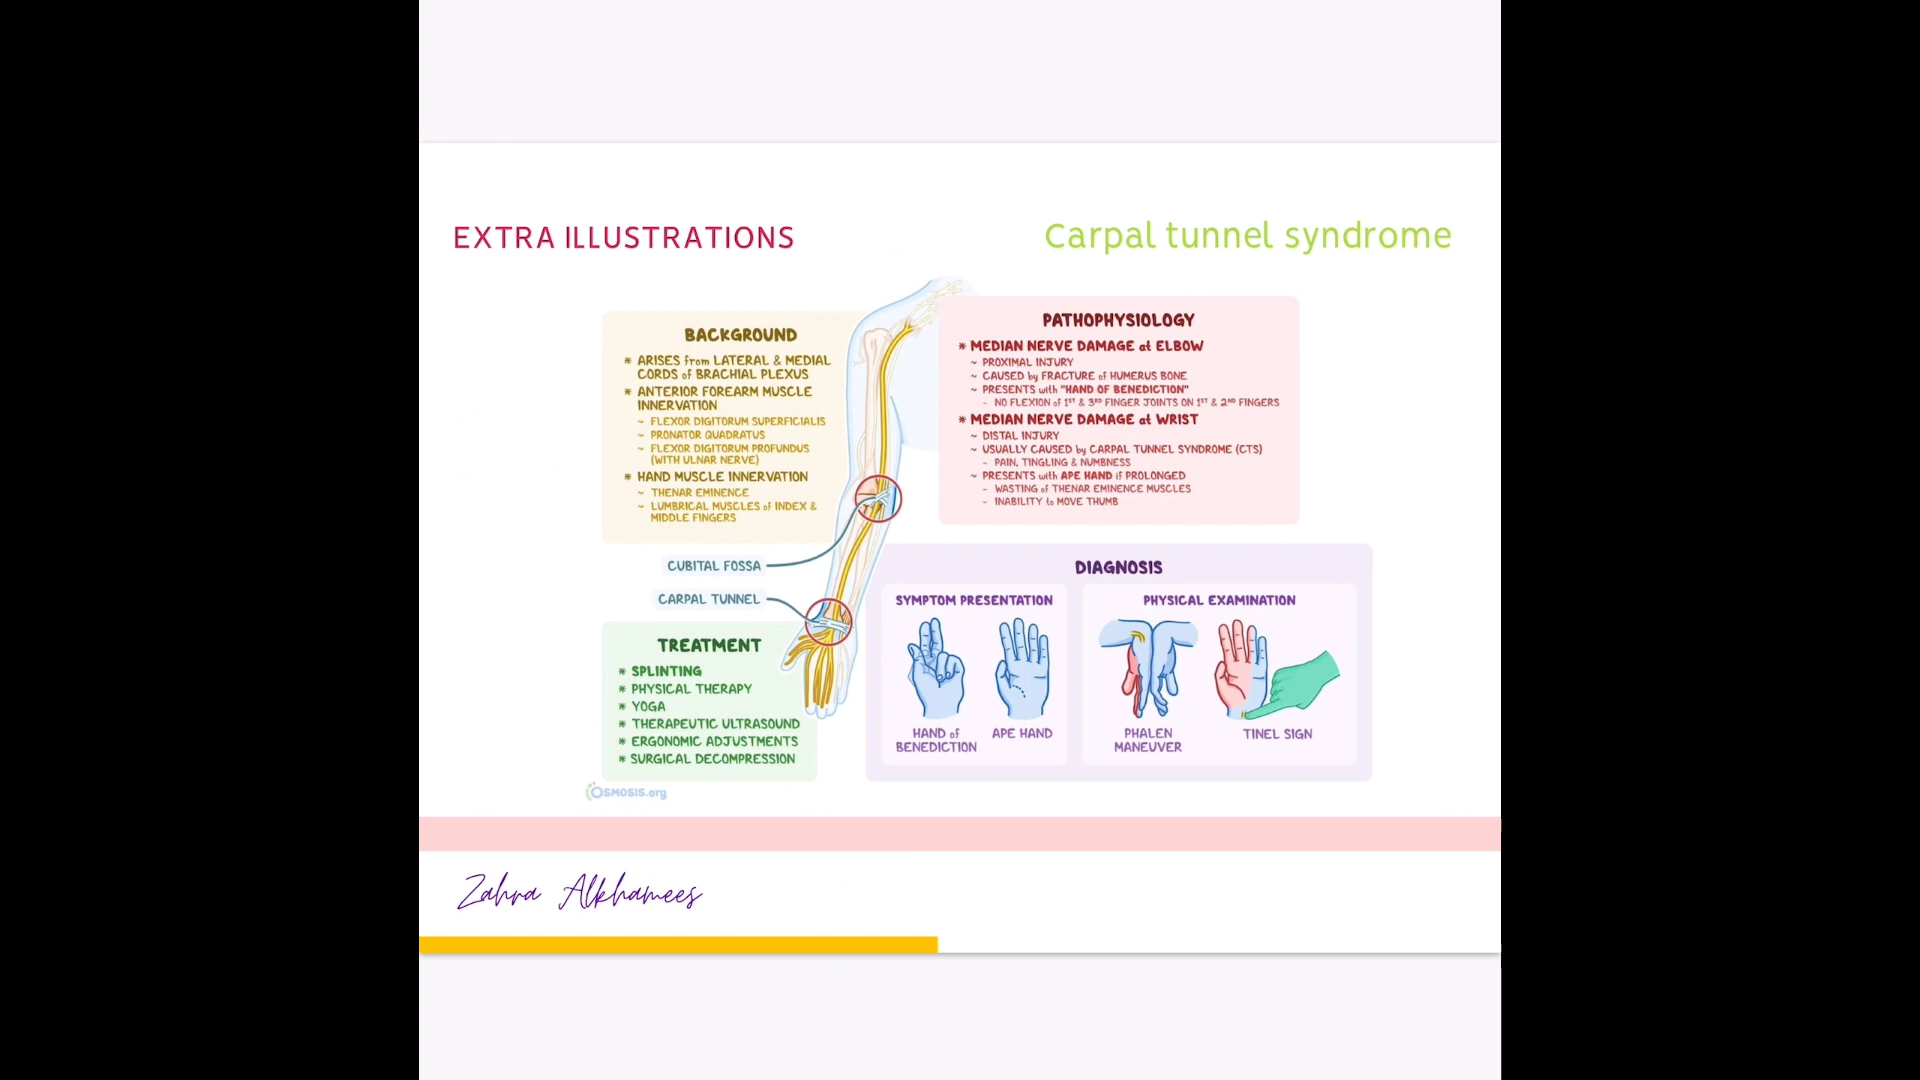 EXTRA ILLUSTRATIONS
Carpal tunnel syndrome
BACKGROUND
* ARISES from LATERAL & MEDIAL
CORDS of BRACHIAL PLEXUS
* ANTERIOR FOREARM MUSCLE
INNERVATION
~ FLEXOR DIGITORUM SUPERFICIALIS
~ PRONATOR QUADRATUS
~ FLEXOR DIGITORUM PROFUNDUS
(WITH ULNAR NERVE)
* HAND MUSCLE INNERVATION
~ THENAR EMINENCE
~ LUMBRICAL MUSCLES of INDEX &
MIDDLE FINGERS
CUBITAL FOSSA
CARPAL TUNNEL
TREATMENT
* SPLINTING
* PHYSICAL THERAPY
* YOGA
* THERAPEUTIC ULTRASOUND
* ERGONOMIC ADJUSTMENTS
* SURGICAL DECOMPRESSION
OSMOSIS.org
PATHOPHYSIOLOGY
* MEDIAN NERVE DAMAGE at ELBOW
~ PROXIMAL INJURY
~ CAUSED by FRACTURE of HUMERUS BONE
~ PRESENTS with "HAND OF BENEDICTION"
- NO FLEXION of 1ST & 3RD FINGER JOINTS ON 1ST & 2ND FINGERS
* MEDIAN NERVE DAMAGE at WRIST
~ DISTAL INJURY
~ USUALLY CAUSED by CARPAL TUNNEL SYNDROME (CTS)
- PAIN, TINGLING & NUMBNESS
~ PRESENTS with APE HAND if PROLONGED
- WASTING of THENAR EMINENCE MUSCLES
- INABILITY to MOVE THUMB
DIAGNOSIS
SYMPTOM PRESENTATION
HAND of
BENEDICTION
APE HAND
PHYSICAL EXAMINATION
PHALEN
MANEUVER
TINEL SIGN
Zahra Alkhamees